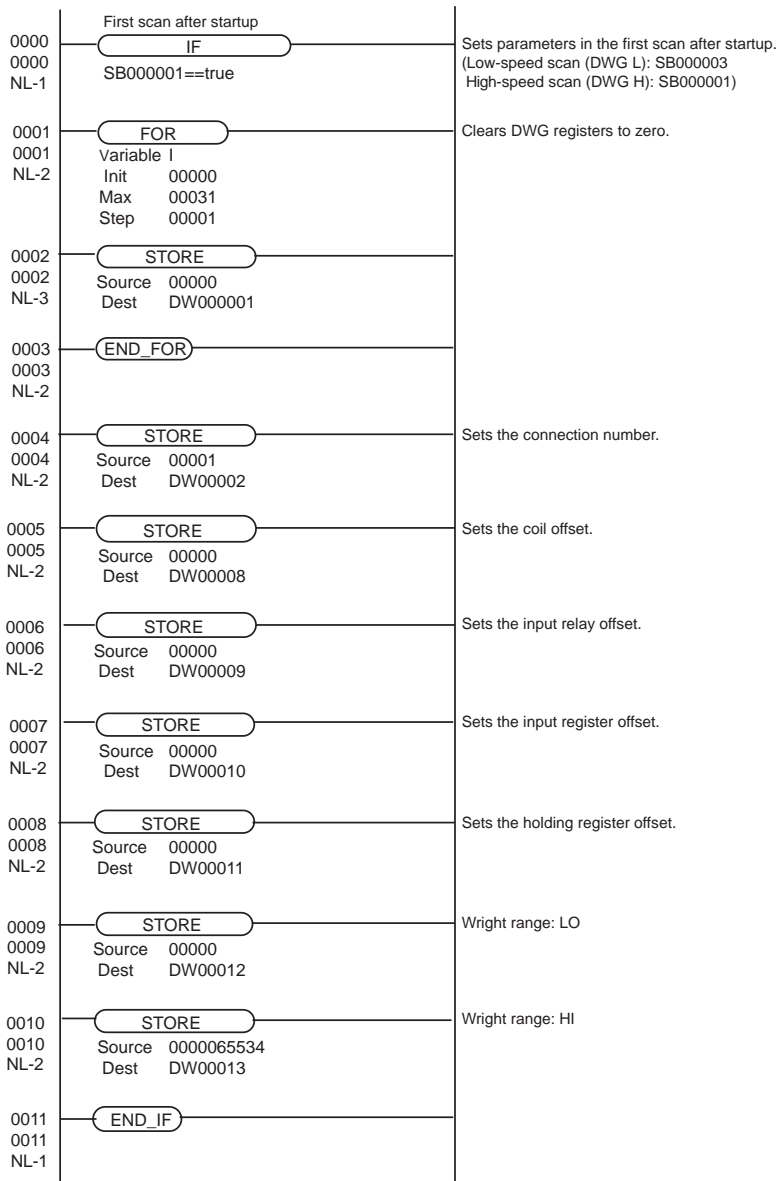 First scan after startup
0000
0000
NL-1
IF
SB000001==true
Sets parameters in the first scan after startup.
(Low-speed scan (DWG L): SB000003
High-speed scan (DWG H): SB000001)
0001
0001
NL-2
FOR
Variable I
Init 00000
Max 00031
Step 00001
Clears DWG registers to zero.
0002
0002
NL-3
STORE
Source 00000
Dest DW000001
0003
0003
NL-2
END_FOR
0004
0004
NL-2
STORE
Source 00001
Dest DW00002
Sets the connection number.
0005
0005
NL-2
STORE
Source 00000
Dest DW00008
Sets the coil offset.
0006
0006
NL-2
STORE
Source 00000
Dest DW00009
Sets the input relay offset.
0007
0007
NL-2
STORE
Source 00000
Dest DW00010
Sets the input register offset.
0008
0008
NL-2
STORE
Source 00000
Dest DW00011
Sets the holding register offset.
0009
0009
NL-2
STORE
Source 00000
Dest DW00012
Wright range: LO
0010
0010
NL-2
STORE
Source 0000065534
Dest DW00013
Wright range: HI
0011
0011
NL-1
END_IF